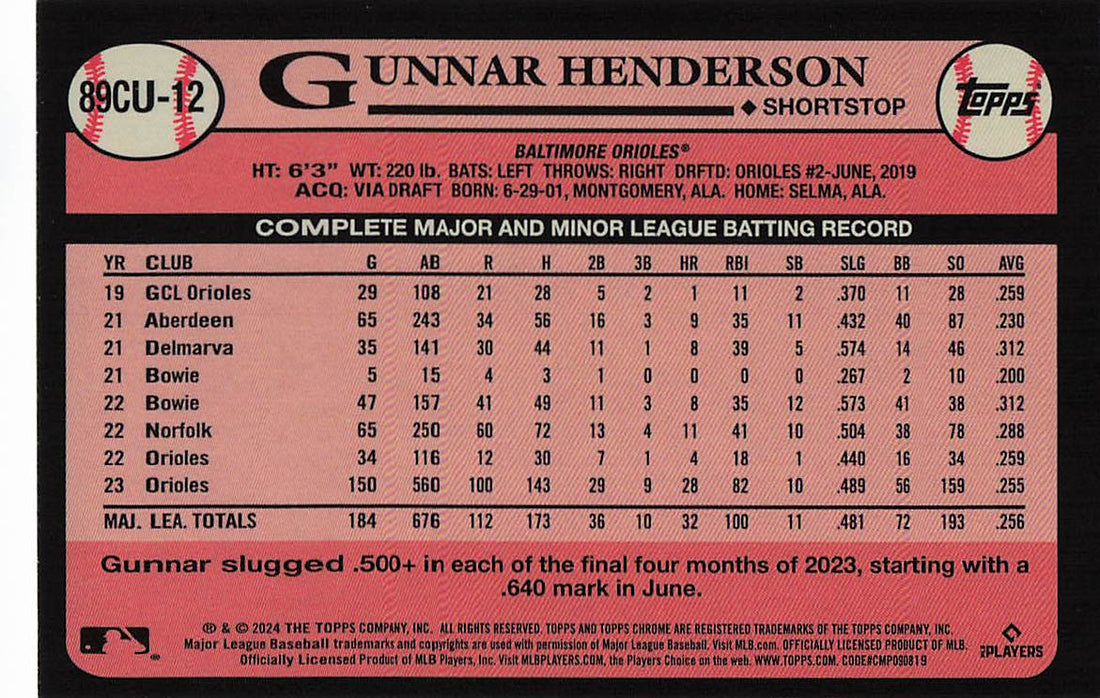 89CU-12
GUNNAR HENDERSON
◆ SHORTSTOP
Topps
BALTIMORE ORIOLES®
HT: 6'3" WT: 220 lb. BATS: LEFT THROWS: RIGHT DRFTD: ORIOLES #2-JUNE, 2019
ACQ: VIA DRAFT BORN: 6-29-01, MONTGOMERY, ALA. HOME: SELMA, ALA.
COMPLETE MAJOR AND MINOR LEAGUE BATTING RECORD
YR CLUB G AB R H 2B 3B HR RBI SB SLG BB SO AVG
19 GCL Orioles 29 108 21 28 5 2 1 11 2 .370 11 28 .259
21 Aberdeen 65 243 34 56 16 3 9 35 11 .432 40 87 .230
21 Delmarva 35 141 30 44 11 1 8 39 5 .574 14 46 .312
21 Bowie 5 15 4 3 1 0 0 0 0 .267 2 10 .200
22 Bowie 47 157 41 49 11 3 8 35 12 .573 41 38 .312
22 Norfolk 65 250 60 72 13 4 11 41 10 .504 38 78 .288
22 Orioles 34 116 12 30 7 1 4 18 1 .440 16 34 .259
23 Orioles 150 560 100 143 29 9 28 82 10 .489 56 159 .255
MAJ. LEA. TOTALS 184 676 112 173 36 10 32 100 11 .481 72 193 .256
Gunnar slugged .500+ in each of the final four months of 2023, starting with a
.640 mark in June.
® & © 2024 THE TOPPS COMPANY, INC. ALL RIGHTS RESERVED. TOPPS AND TOPPS CHROME ARE REGISTERED TRADEMARKS OF THE TOPPS COMPANY, INC.
Major League Baseball trademarks and copyrights are used with permission of Major League Baseball. Visit MLB.com. OFFICIALLY LICENSED PRODUCT OF MLB.
Officially Licensed Product of MLB Players, Inc. Visit MLBPLAYERS.COM, the Players Choice on the web. WWW.TOPPS.COM. CODE#CMP090819
PLAYERS